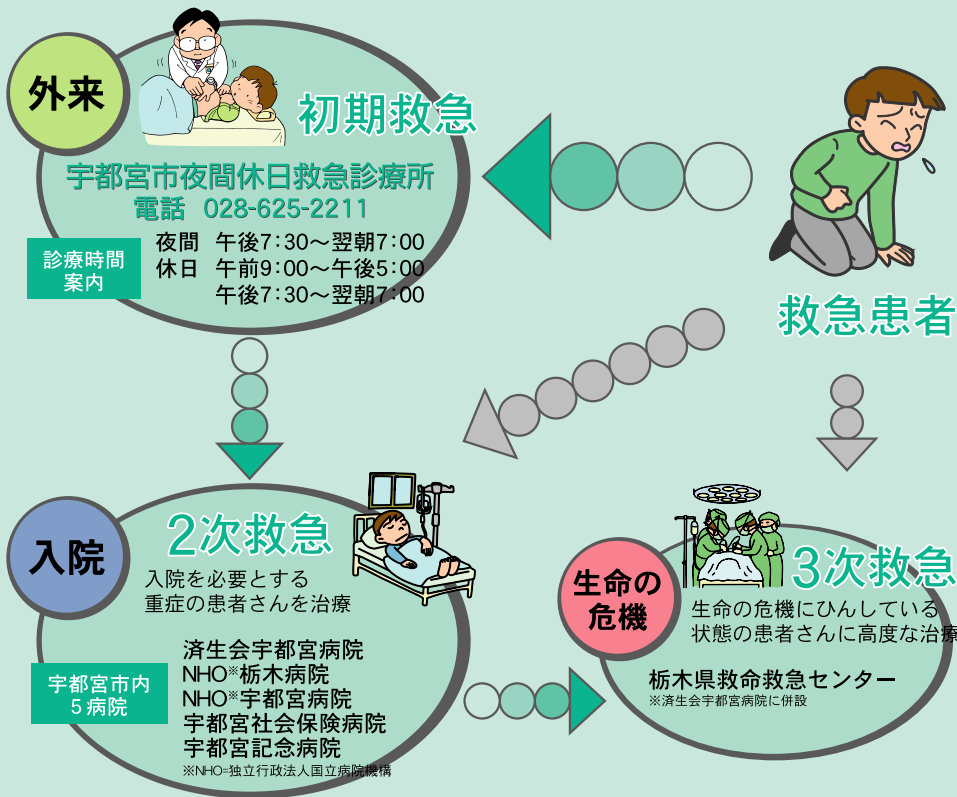 外来
初期救急
宇都宮市夜間休日救急診療所
電話 028-625-2211
診療時間
案内
夜間 午後7:30〜翌朝7:00
休日 午前9:00〜午後5:00
午後7:30〜翌朝7:00
救急患者
入院
2次救急
入院を必要とする
重症の患者さんを治療
宇都宮市内
5病院
済生会宇都宮病院
NHO※栃木病院
NHO※宇都宮病院
宇都宮社会保険病院
宇都宮記念病院
※NHO=独立行政法人国立病院機構
生命の
危機
3次救急
生命の危機にひんしている
状態の患者さんに高度な治療
栃木県救命救急センター
※済生会宇都宮病院に併設